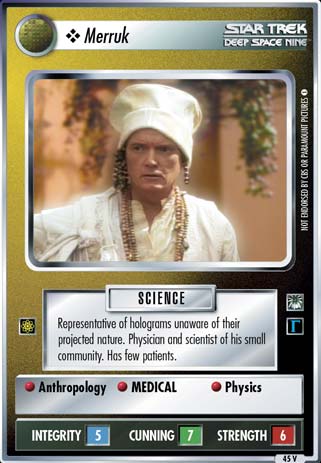 ❖ Merruk
STAR TREK
DEEP SPACE NINE
NOT ENDORSED BY CBS OR PARAMOUNT PICTURES
SCIENCE
Representative of holograms unaware of their
projected nature. Physician and scientist of his small
community. Has few patients.
Anthropology MEDICAL Physics
INTEGRITY 5 CUNNING 7 STRENGTH 6
45 V